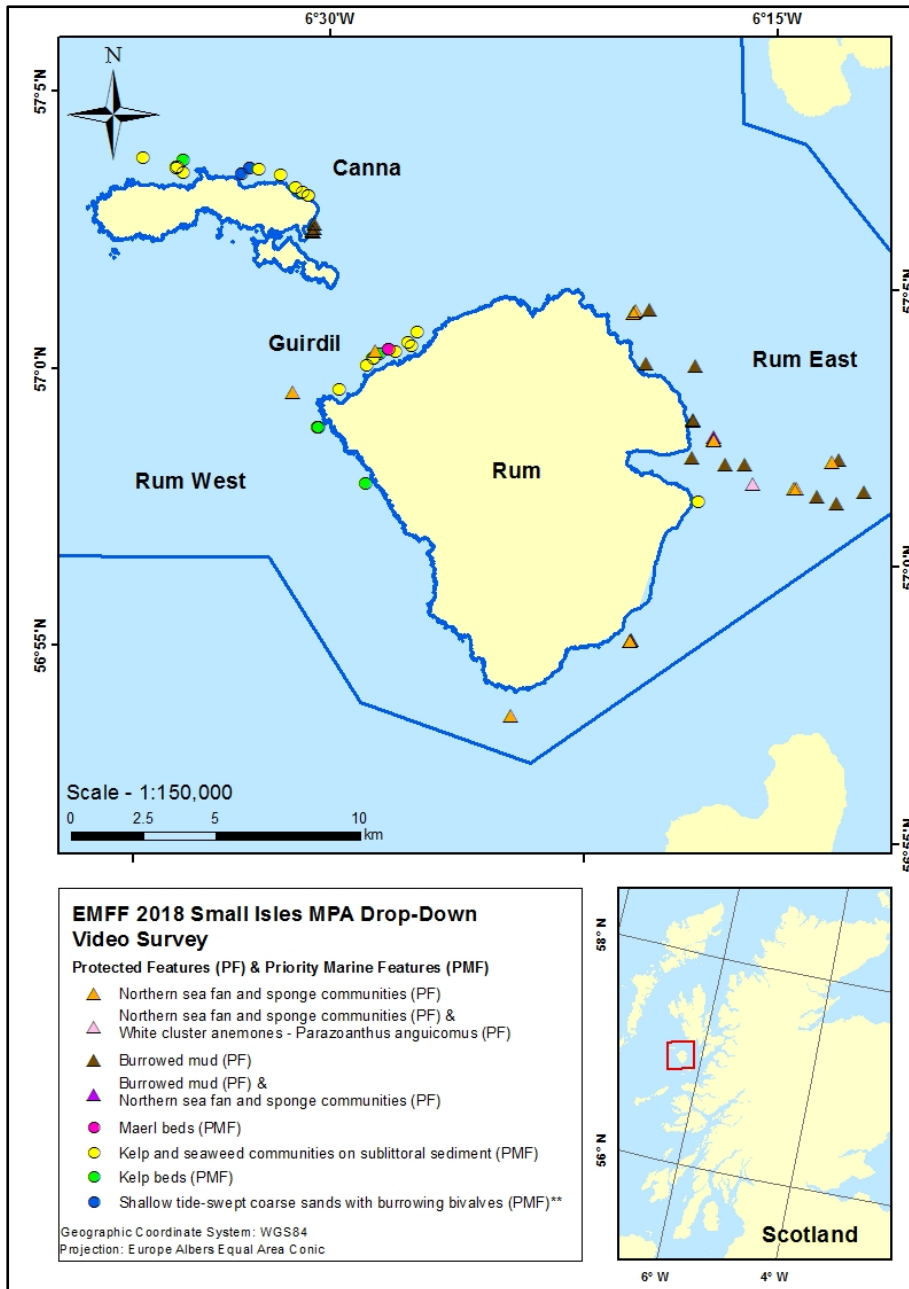 6°30'W 6°15'W
57°5'N
N
Canna
57°5'N
Guirdil
Rum East
57°0'N
Rum West
Rum
57°0'N
56°55'N
Scale - 1:150,000
0 2.5 5 10
km
56°55'N
EMFF 2018 Small Isles MPA Drop-Down
Video Survey
Protected Features (PF) & Priority Marine Features (PMF)
Northern sea fan and sponge communities (PF)
Northern sea fan and sponge communities (PF) &
White cluster anemones - Parazoanthus anguicomus (PF)
Burrowed mud (PF)
Burrowed mud (PF) &
Northern sea fan and sponge communities (PF)
Maerl beds (PMF)
Kelp and seaweed communities on sublittoral sediment (PMF)
Kelp beds (PMF)
Shallow tide-swept coarse sands with burrowing bivalves (PMF)**
Geographic Coordinate System: WGS84
Projection: Europe Albers Equal Area Conic
58° N
56° N
Scotland
6° W 4° W